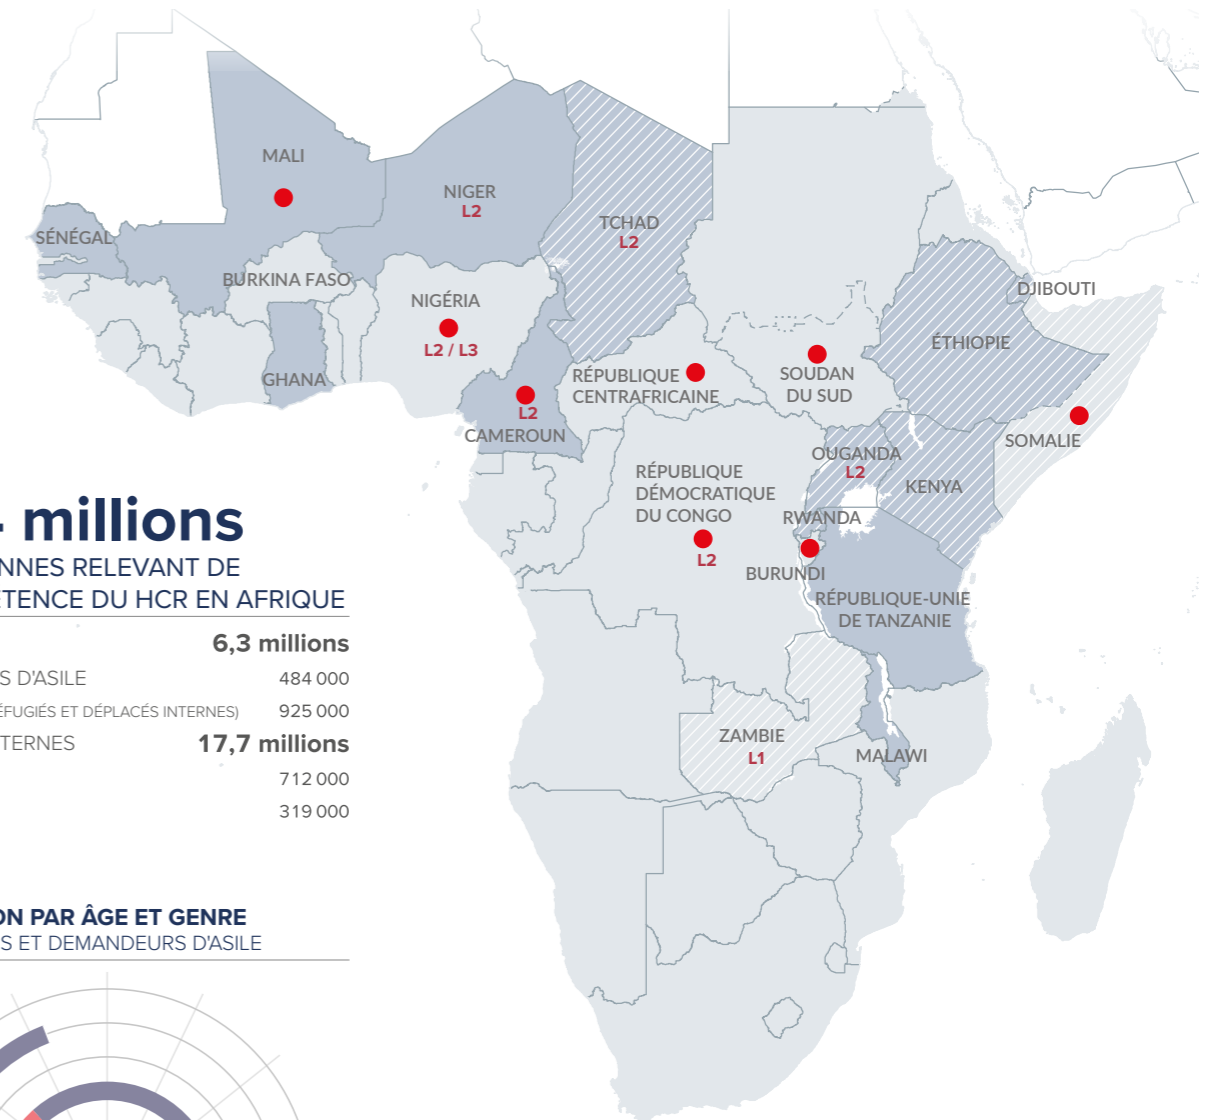 MALI
NIGER
L2
TCHAD
L2
SÉNÉGAL
BURKINA FASO
NIGÉRIA
L2 / L3
GHANA
L2
CAMEROUN
RÉPUBLIQUE
CENTRAFRICAINE
SOUDAN
DU SUD
DJIBOUTI
ÉTHIOPIE
SOMALIE
OUGANDA
L2
KENYA
RÉPUBLIQUE
DÉMOCRATIQUE
DU CONGO
L2
RWANDA
BURUNDI
RÉPUBLIQUE-UNIE
DE TANZANIE
ZAMBIE
L1
MALAWI
millions
NNES RELEVANT DE
TENCE DU HCR EN AFRIQUE
6,3 millions
S D'ASILE 484 000
ÉFUGIÉS ET DÉPLACÉS INTERNES) 925 000
TERNES 17,7 millions
712 000
319 000
ON PAR ÂGE ET GENRE
S ET DEMANDEURS D'ASILE